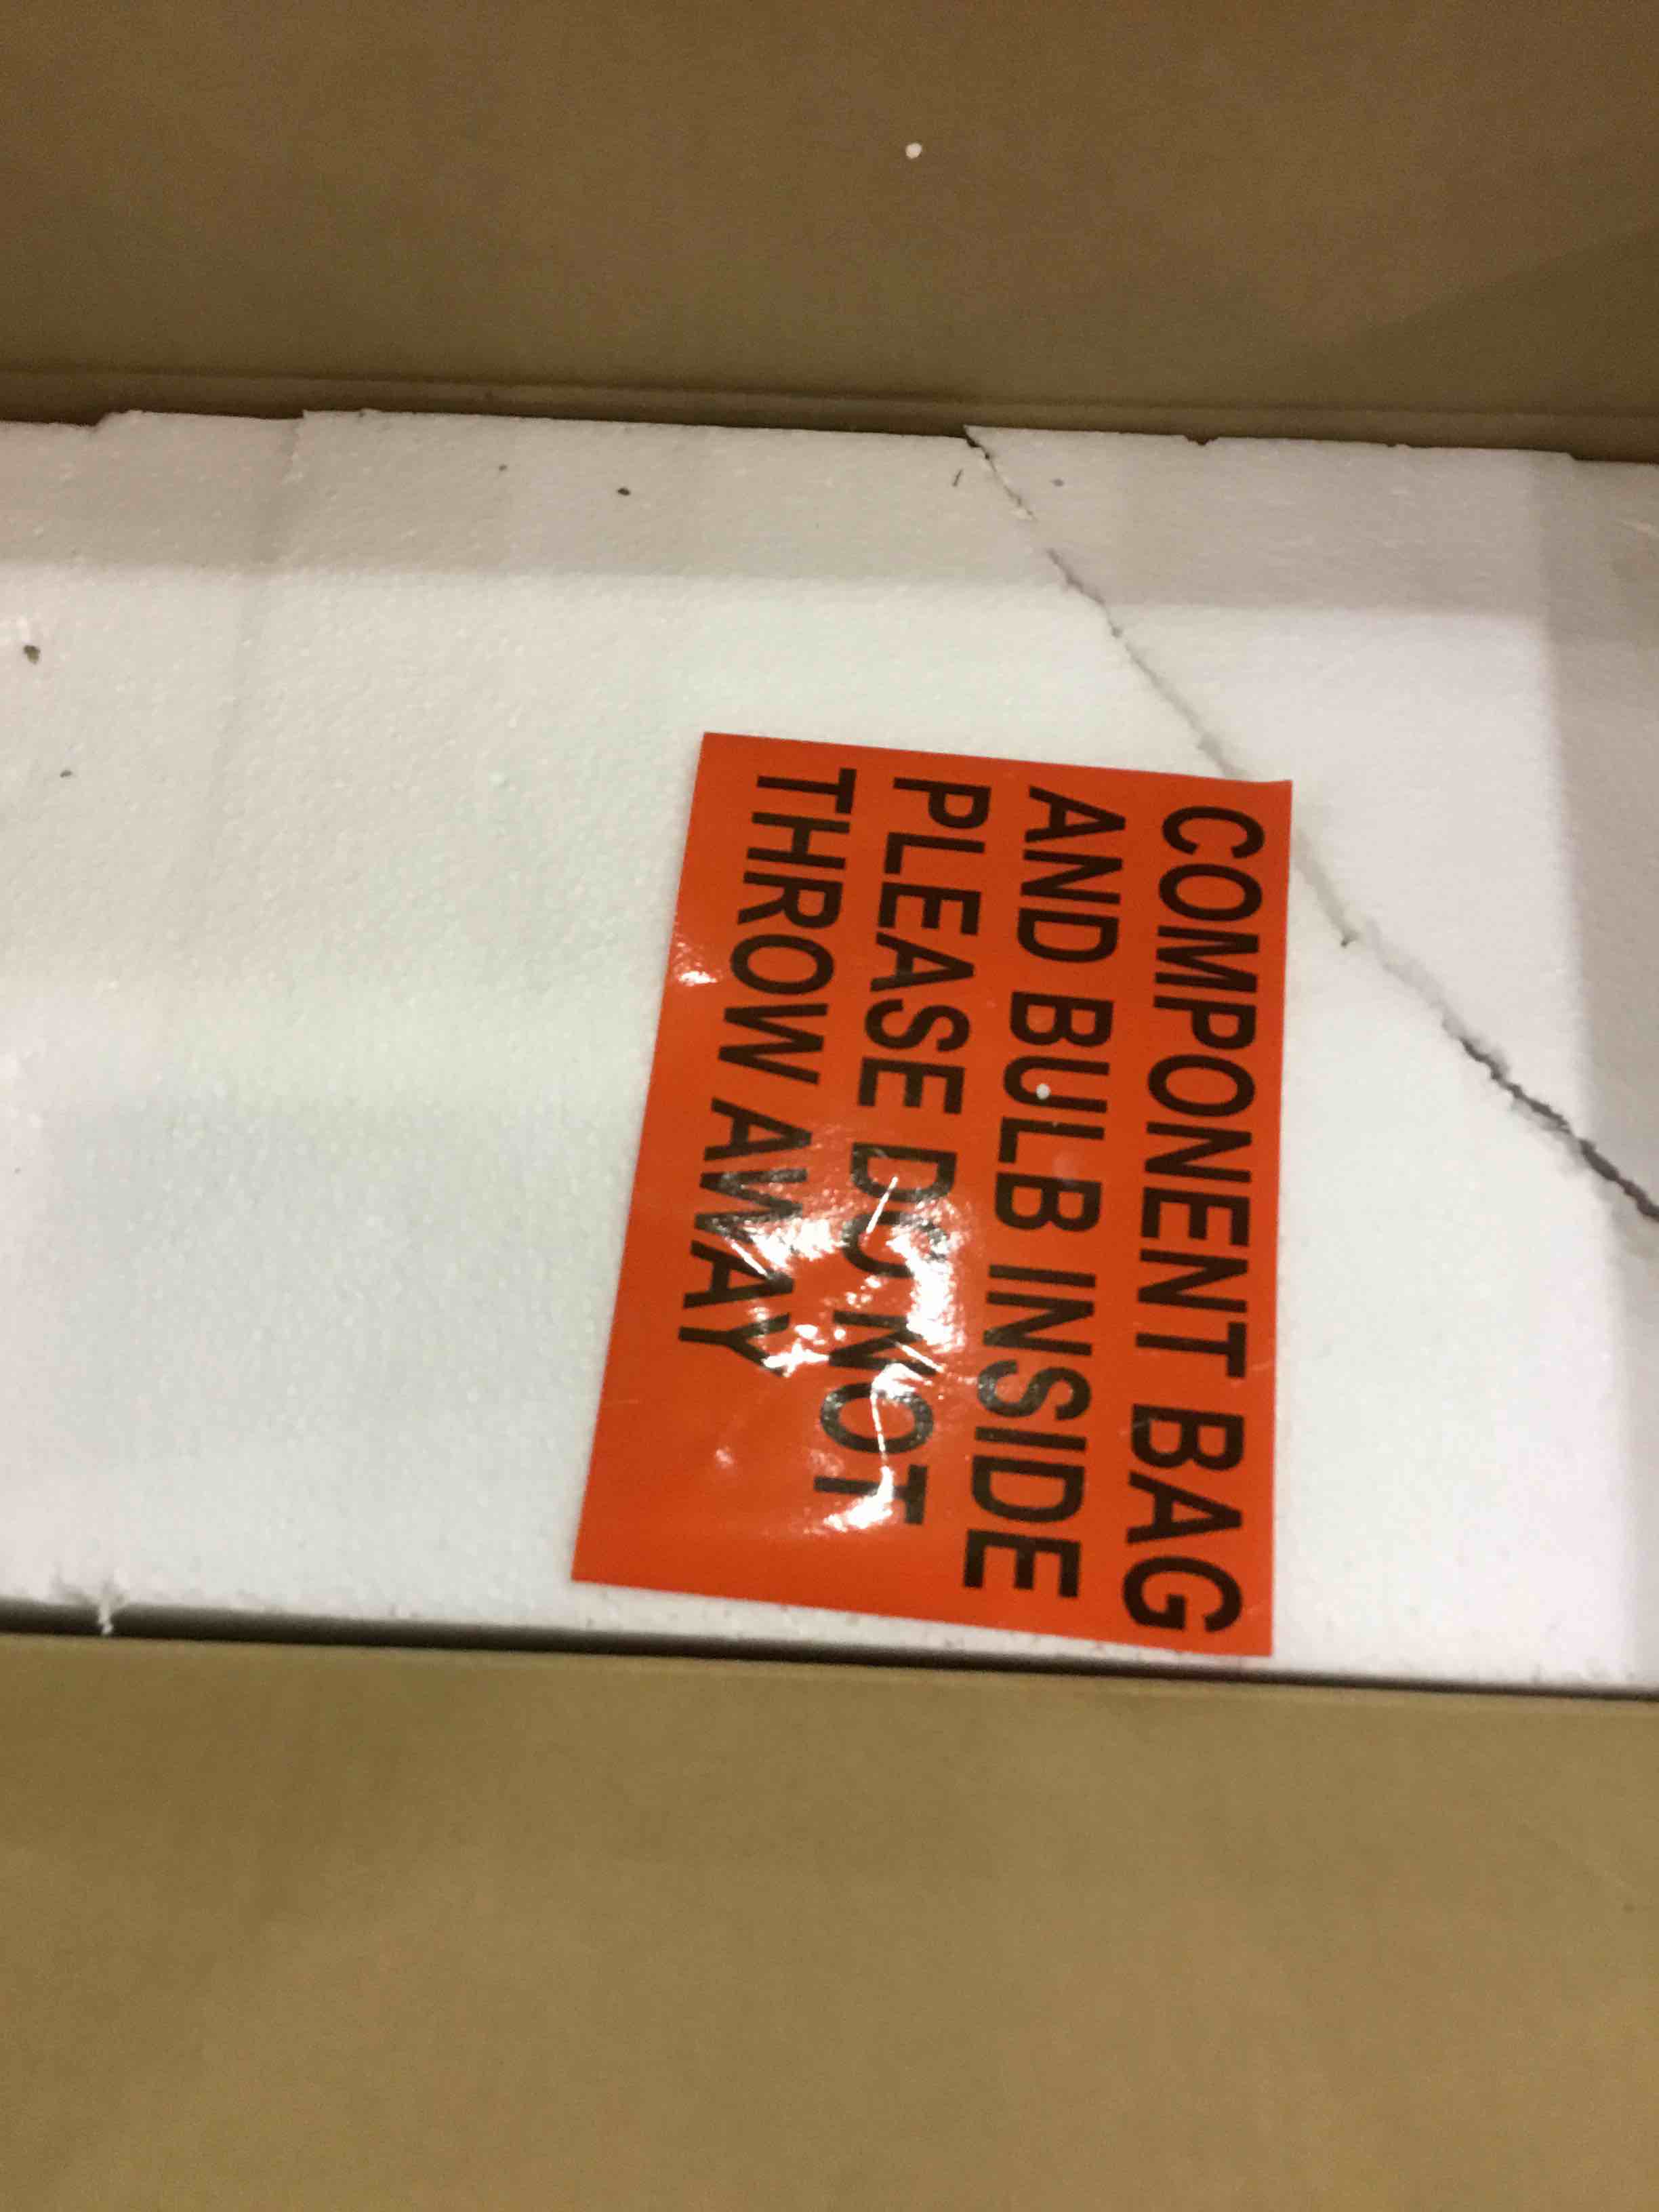 COMPONENT BAG
AND BULB INSIDE
PLEASE DO NOT
THROW AWAY